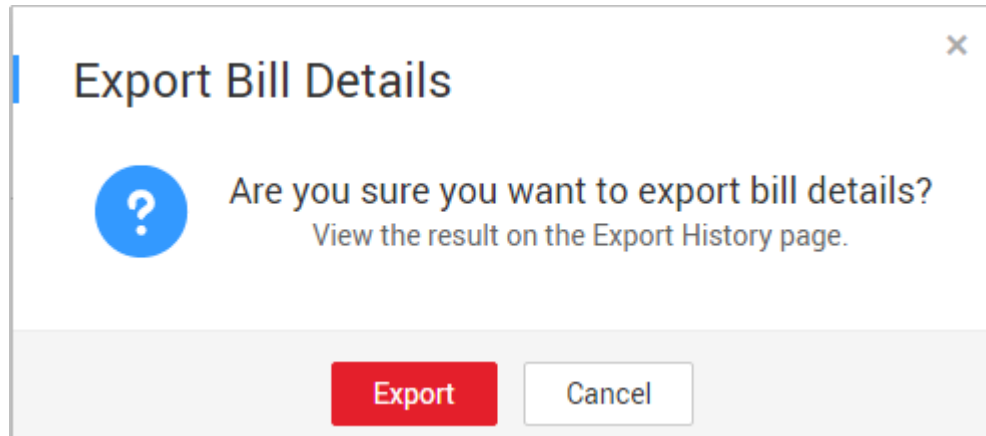 Export Bill Details
Are you sure you want to export bill details?
View the result on the Export History page.
Export
Cancel